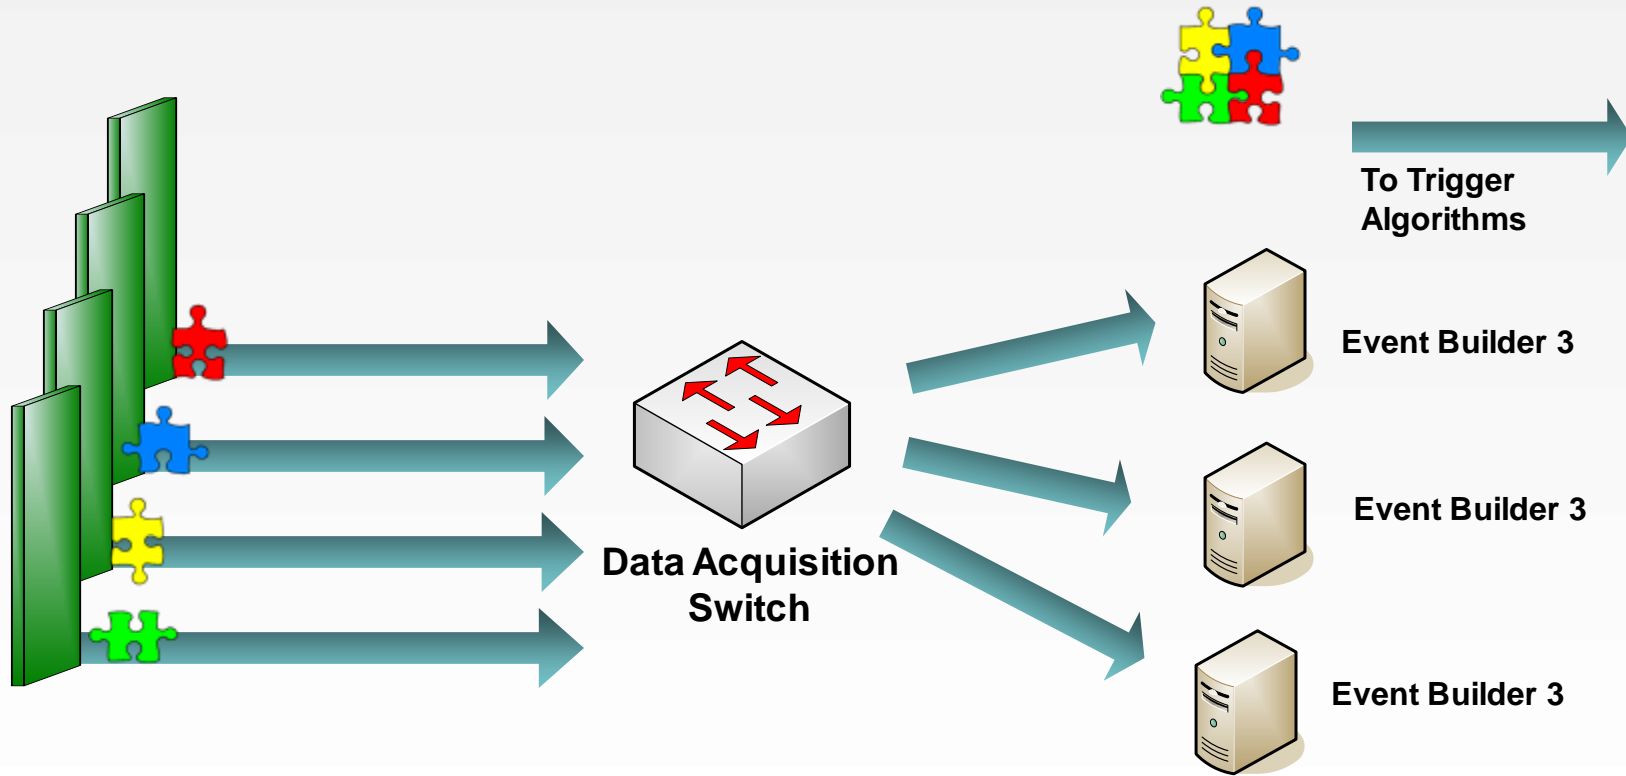 To Trigger
Algorithms
Event Builder 3
Data Acquisition
Switch
Event Builder 3
Event Builder 3